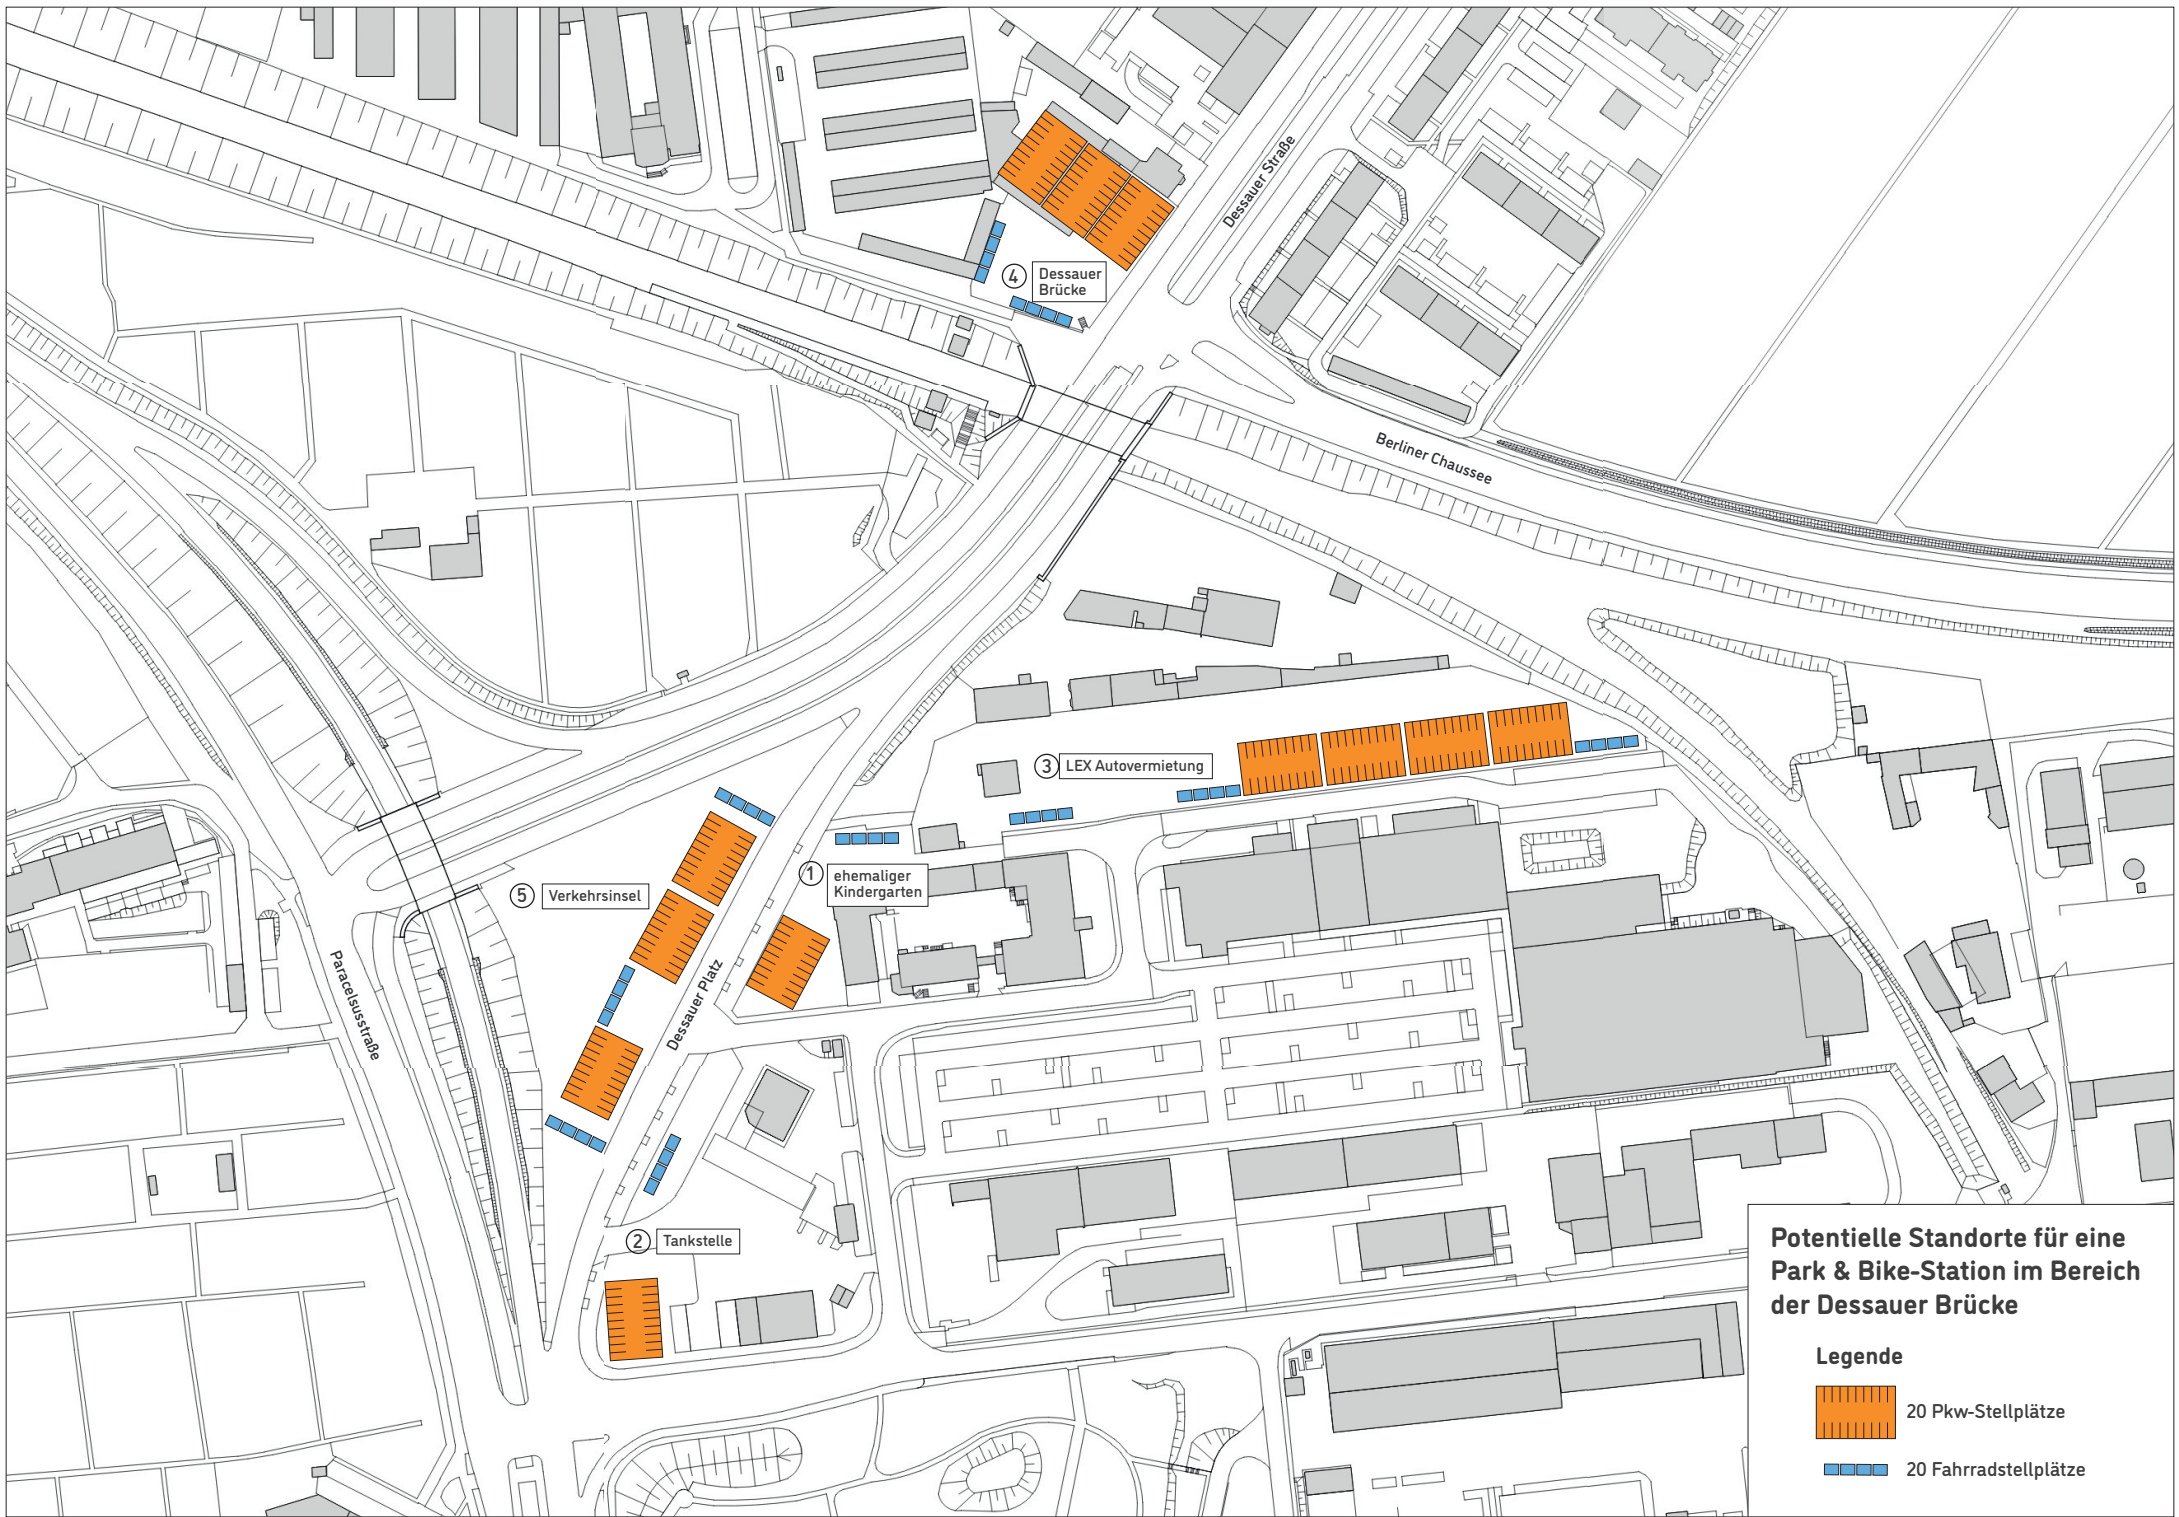 Dessauer Straße
4
Dessauer
Brücke
Berliner Chaussee
3
LEX Autovermietung
1
ehemaliger
Kindergarten
5
Verkehrsinsel
Paracelsusstraße
Dessauer Platz
2
Tankstelle
Potentielle Standorte für eine
Park & Bike-Station im Bereich
der Dessauer Brücke
Legende
20 Pkw-Stellplätze
20 Fahrradstellplätze